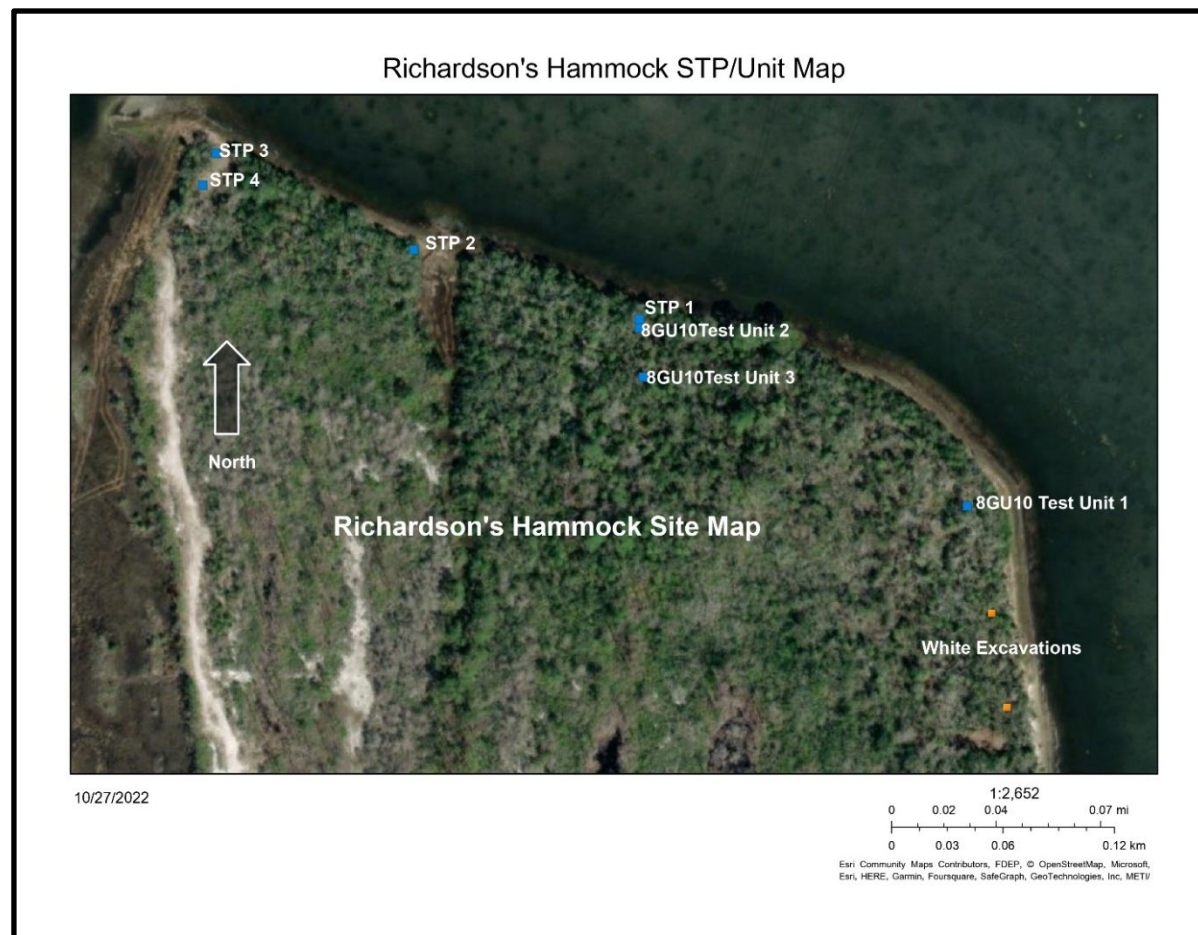 Richardson's Hammock STP/Unit Map
STP 3
STP 4
STP 2
STP 1
8GU10Test Unit 2
8GU10Test Unit 3
North
8GU10 Test Unit 1
Richardson's Hammock Site Map
White Excavations
10/27/2022
1:2,652
0 0.02 0.04 0.07 mi
0 0.03 0.06 0.12 km
Esri Community Maps Contributors, FDEP, © OpenStreetMap, Microsoft,
Esri, HERE, Garmin, Foursquare, SafeGraph, GeoTechnologies, Inc, METI/